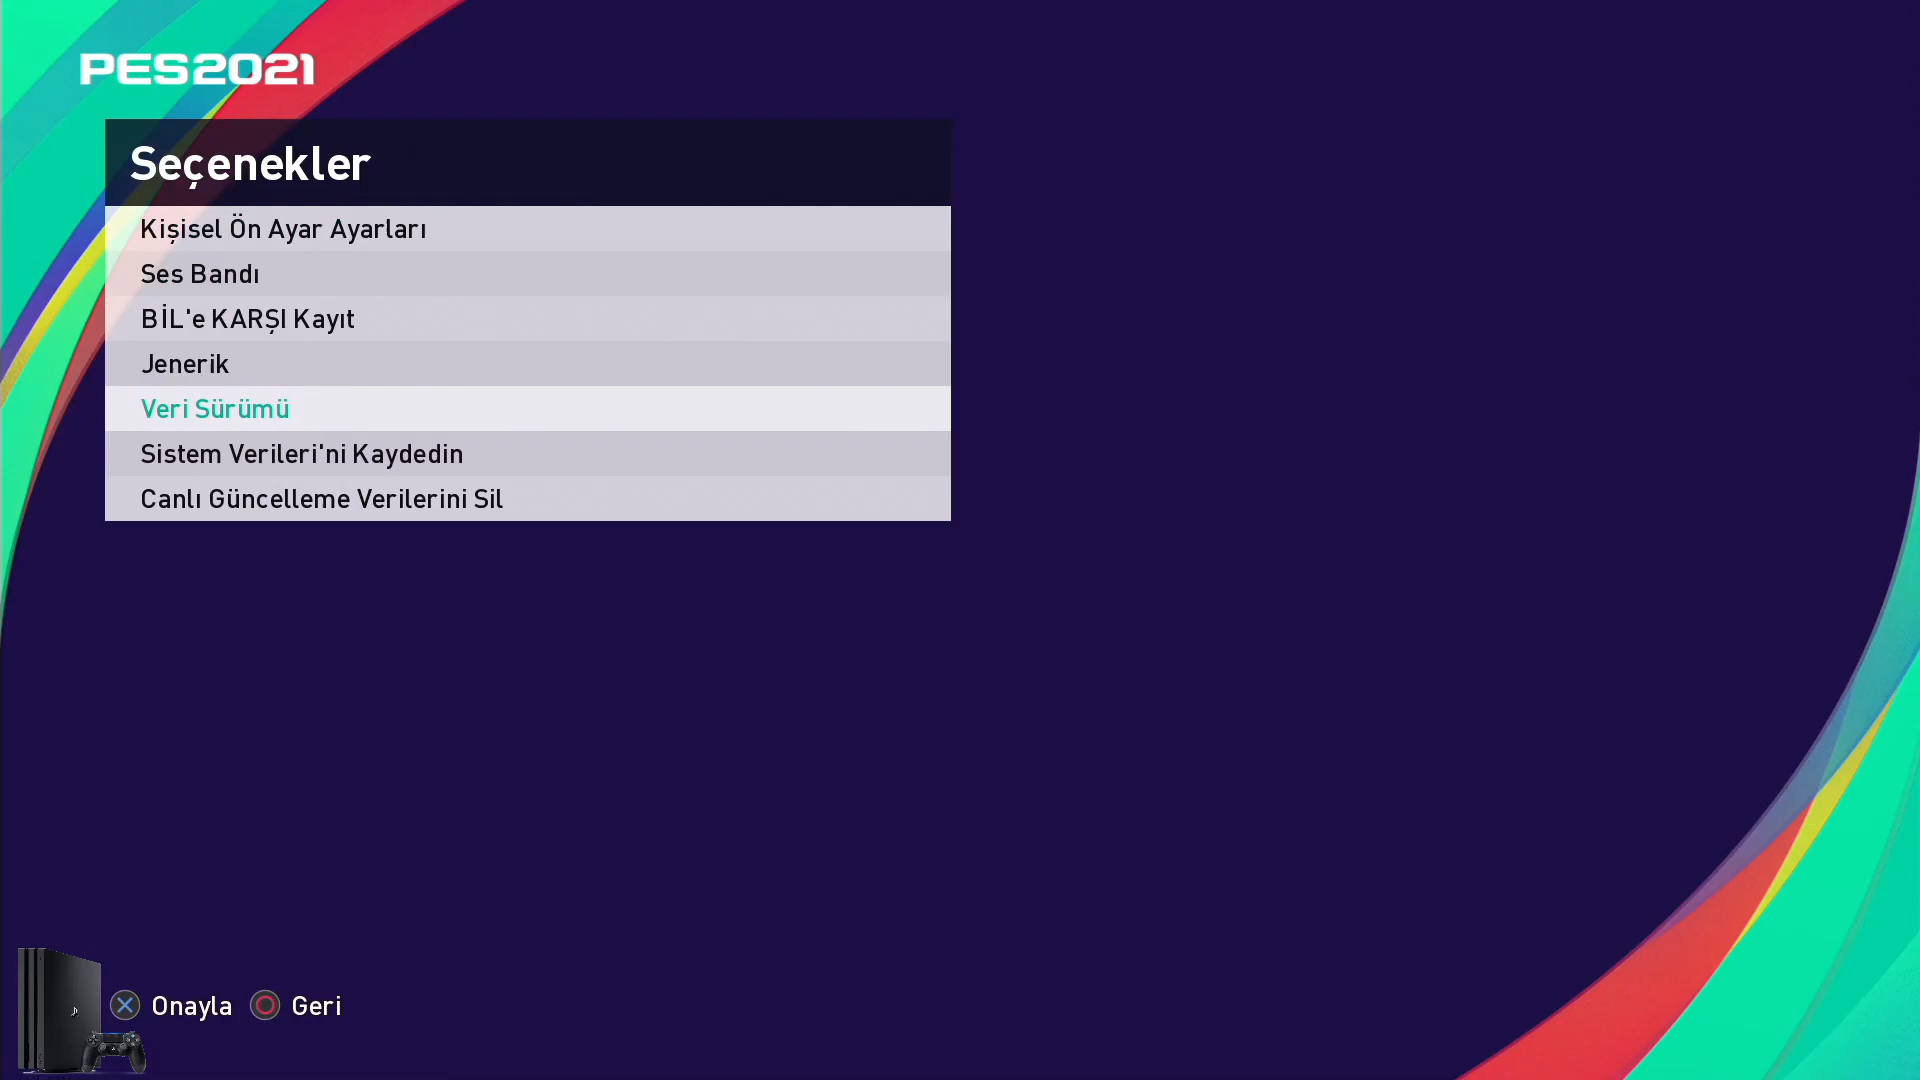 PES2021
Seçenekler
Kişisel Ön Ayar Ayarları
Ses Bandı
BİL'e KARŞI Kayıt
Jenerik
Veri Sürümü
Sistem Verileri'ni Kaydedin
Canlı Güncelleme Verilerini Sil
Onayla Geri